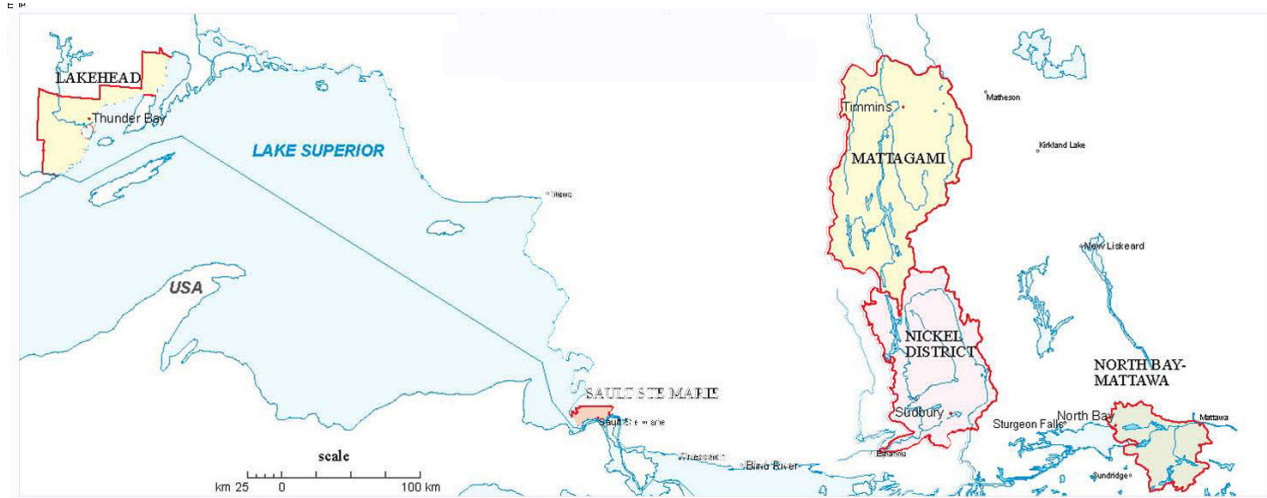 LAKEHEAD
Thunder Bay
LAKE SUPERIOR
USA
Timmins
Matheson
Kirkland Lake
MATTAGAMI
New Liskeard
NICKEL
DISTRICT
NORTH BAY-
MATTAWA
SAULT STE MARIE
Sudbury
North Bay
Mattawa
Sturgeon Falls
Blind River
Sundridge
scale
km 25 0 100 km